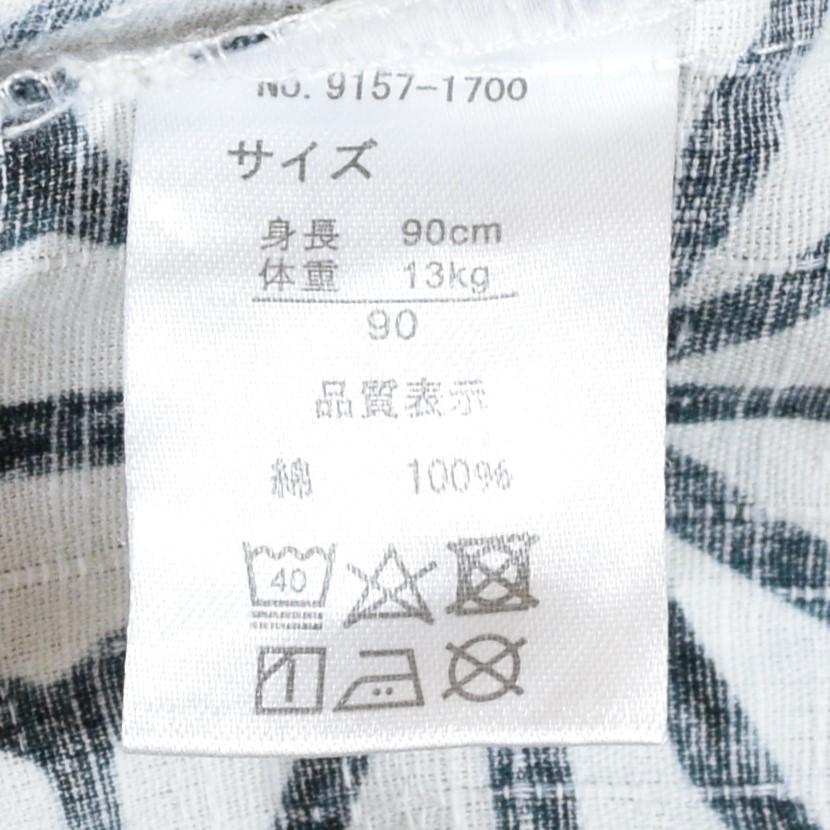 No. 9157-1700
サイズ
身長 90cm
体重 13kg
90
品質表示
綿 100%
40